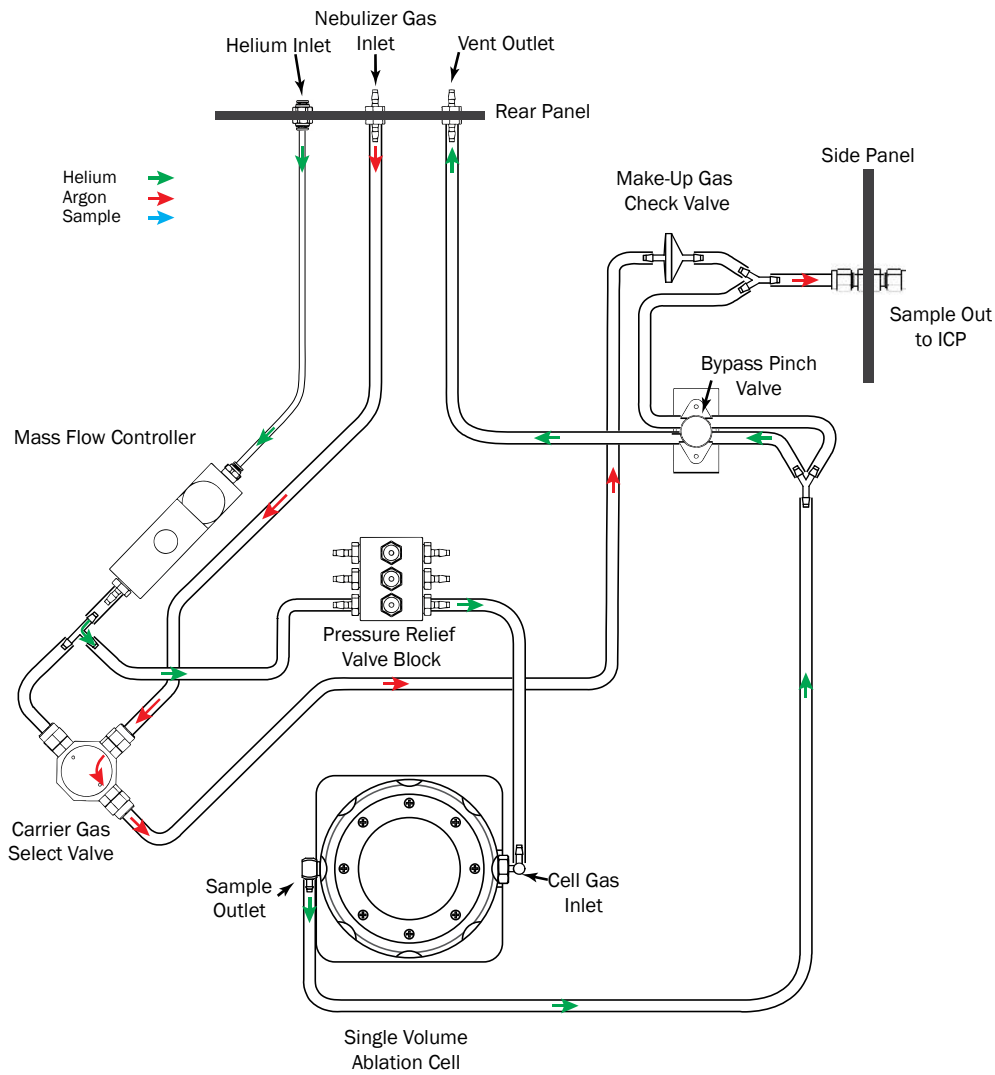 Nebulizer Gas
Inlet
Helium Inlet
Vent Outlet
Rear Panel
Side Panel
Helium
Argon
Sample
Make-Up Gas
Check Valve
Sample Out
to ICP
Bypass Pinch
Valve
Mass Flow Controller
Pressure Relief
Valve Block
Carrier Gas
Select Valve
Sample
Outlet
Cell Gas
Inlet
Single Volume
Ablation Cell